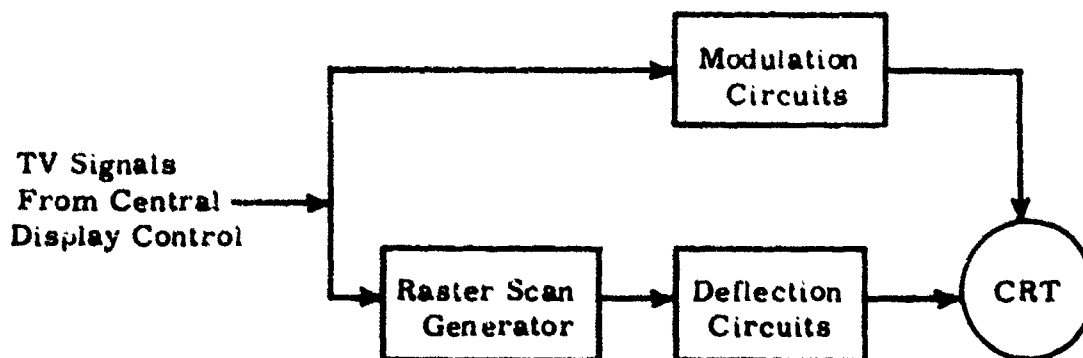 Modulation
Circuits
TV Signals
From Central
Display Control
Raster Scan
Generator
Deflection
Circuits
CRT